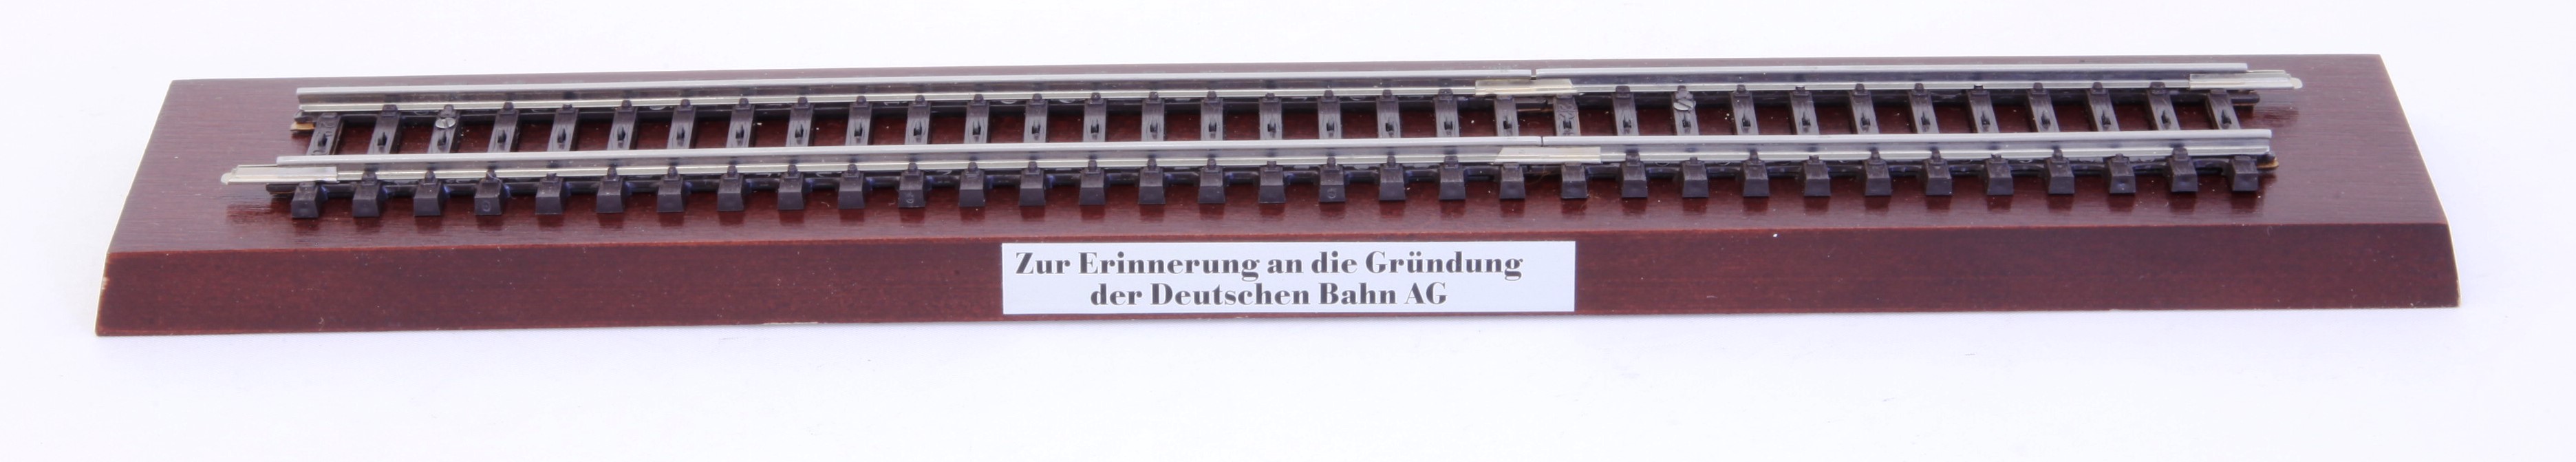 Zur Erinnerung an die Gründung
der Deutschen Bahn AG